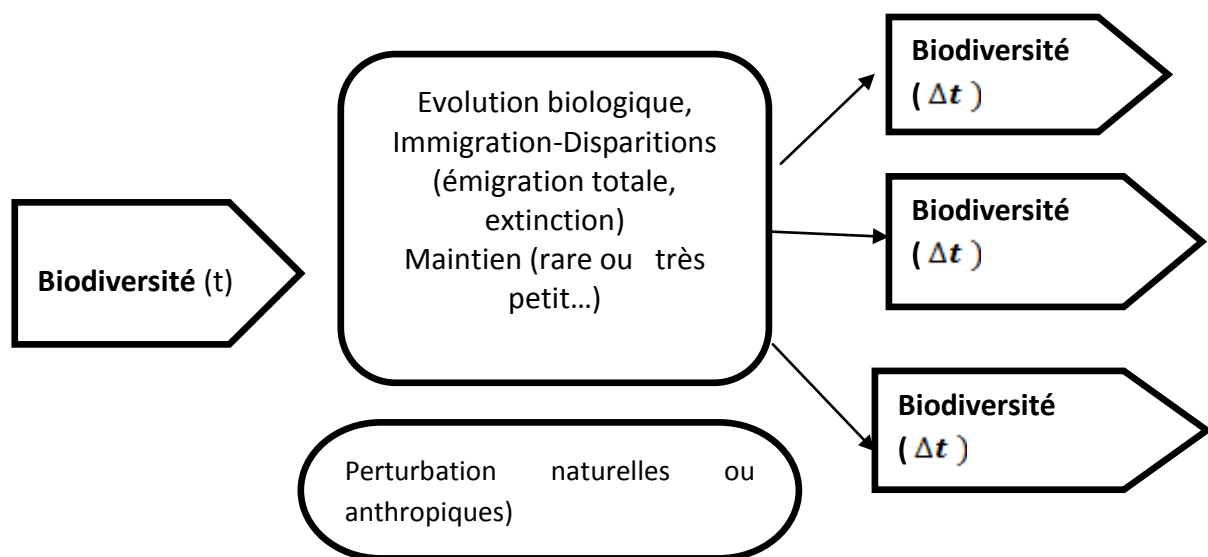 Biodiversité (t)
Evolution biologique,
Immigration-Disparitions
(émigration totale,
extinction)
Maintien (rare ou très
petit…)
Perturbation naturelles ou
anthropiques)
Biodiversité
( Δt )
Biodiversité
( Δt )
Biodiversité
( Δt )